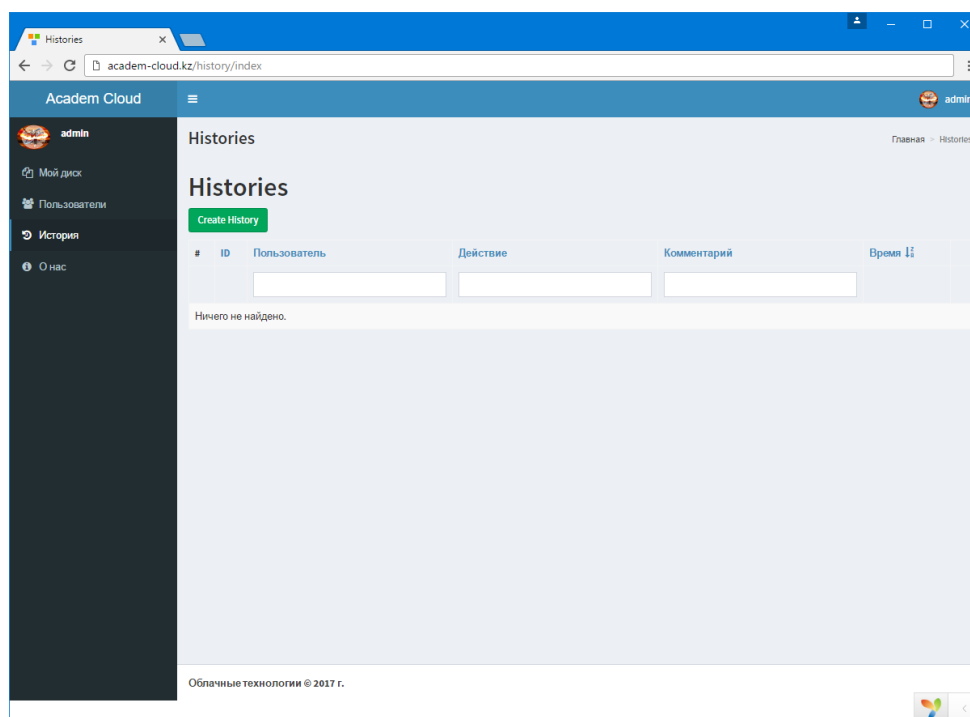 Histories
academ-cloud.kz/history/index
Academ Cloud
admin
admin
Мой диск
Пользователи
История
О нас
Histories
Главная > Histories
Histories
Create History
# ID Пользователь Действие Комментарий Время
Ничего не найдено.
Облачные технологии © 2017 г.